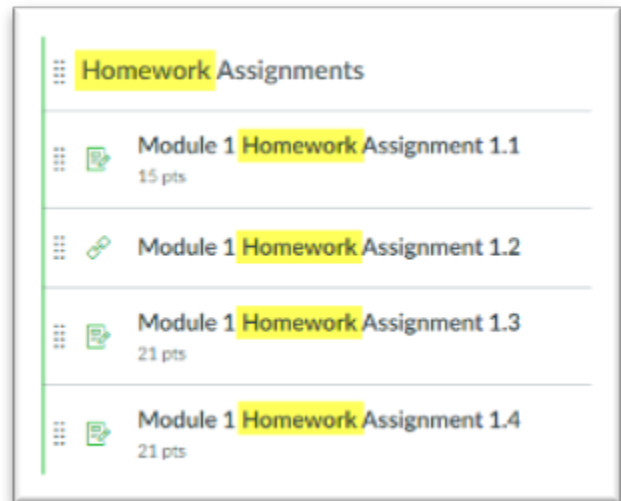 Homework Assignments
Module 1 Homework Assignment 1.1
15 pts
Module 1 Homework Assignment 1.2
Module 1 Homework Assignment 1.3
21 pts
Module 1 Homework Assignment 1.4
21 pts